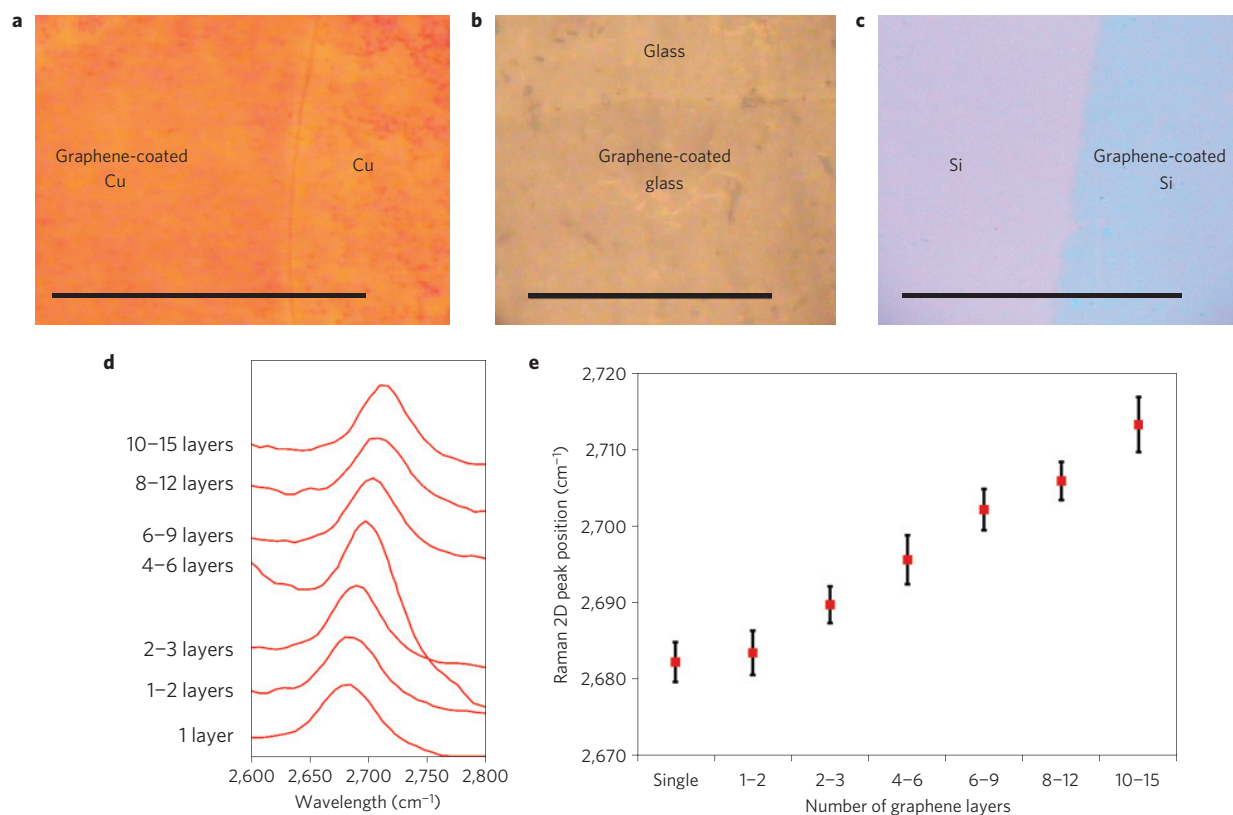 a
Graphene-coated
Cu
Cu
b
Glass
Graphene-coated
glass
c
Si
Graphene-coated
Si
d
10–15 layers
8–12 layers
6–9 layers
4–6 layers
2–3 layers
1–2 layers
1 layer
2,600 2,650 2,700 2,750 2,800
Wavelength (cm⁻¹)
e
Raman 2D peak position (cm⁻¹)
2,720
2,710
2,700
2,690
2,680
2,670
Single 1–2 2–3 4–6 6–9 8–12 10–15
Number of graphene layers